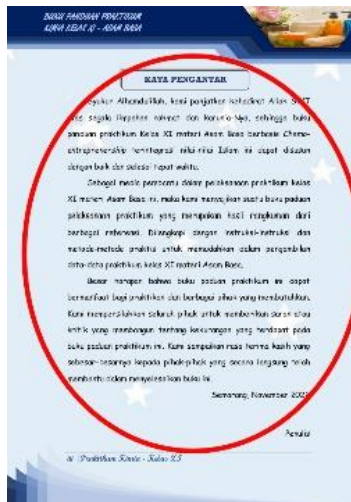 BUKU PANDUAN PRAKTIKUM
KIMIA KELAS XI - ASAM BASA
KATA PENGANTAR
Syukur Alhamdulillah, kami panjatkan kehadirat Allah SWT
atas segala limpahan rahmat dan karunia-Nya, sehingga buku
panduan praktikum Kelas XI materi Asam Basa berbasis Chemo-
entrepreneurship terintegrasi nilai-nilai Islam ini dapat disusun
dengan baik dan selesai tepat waktu.
Sebagai media pembantu dalam pelaksanaan praktikum kelas
XI materi Asam Basa ini, maka kami menyajikan suatu buku paduan
pelaksanaan praktikum yang merupakan hasil rangkuman dari
berbagai referensi. Dilengkapi dengan instruksi-instruksi dan
metode-metode praktis untuk memudahkan dalam pengambilan
data-data praktikum kelas XI materi Asam Basa.
Besar harapan bahwa buku paduan praktikum ini dapat
bermanfaat bagi praktikan dan berbagai pihak yang membutuhkan.
Kami mempersilahkan seluruh pihak untuk memberikan saran atau
kritik yang membangun tentang kekurangan yang terdapat pada
buku paduan praktikum ini. Kami sampaikan rasa terima kasih yang
sebesar-besarnya kepada pihak-pihak yang secara langsung telah
membantu dalam menyelesaikan buku ini.
Semarang, November
Penulis
Praktikum Kimia - Kelas XI